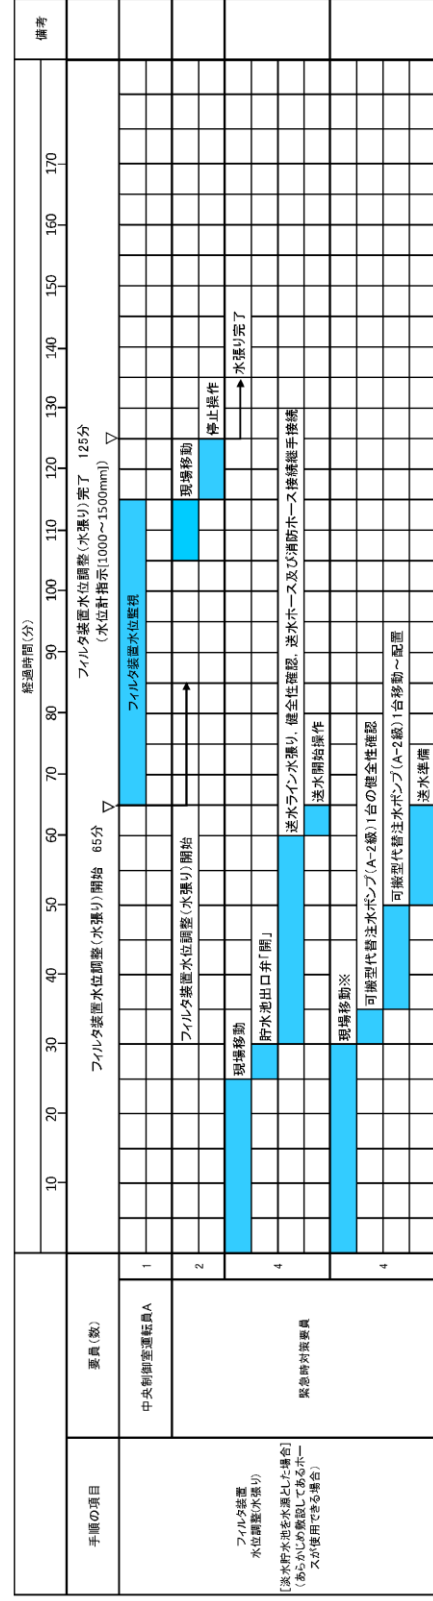 手順の項目
要員(数)
経過時間(分)
備考
10
20
30
40
50
60
70
80
90
100
110
120
130
140
150
160
170
フィルタ装置水位調整(水張り)開始 65分
フィルタ装置水位調整(水張り)完了 125分
(水位計指示[1000~1500mm])
フィルタ装置
水位調整(水張り)
[淡水貯水池を水源とした場合]
(あらかじめ敷設してあるホー
スが使用できる場合)
中央制御室運転員A
1
フィルタ装置水位監視
緊急時対策要員
2
フィルタ装置水位調整(水張り)開始
現場移動
停止操作
4
現場移動
水張り完了
貯水池出口弁「開」
送水ライン水張り,健全性確認,送水ホース及び消防ホース接続継手接続
送水開始操作
4
現場移動※
可搬型代替注水ポンプ(A-2級)1台の健全性確認
可搬型代替注水ポンプ(A-2級)1台移動~配置
送水準備